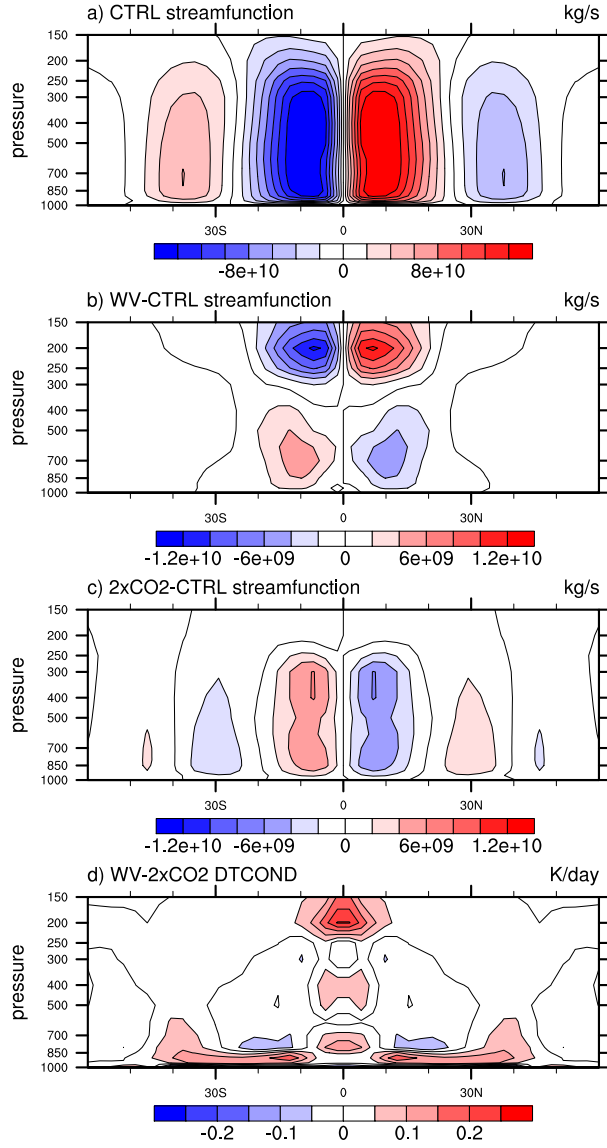 a) CTRL streamfunction kg/s
150
200
250
300
400
500
700
850
1000
pressure
30S 0 30N
-8e+10 0 8e+10
b) WV-CTRL streamfunction kg/s
150
200
250
300
400
500
700
850
1000
pressure
30S 0 30N
-1.2e+10 -6e+09 0 6e+09 1.2e+10
c) 2xCO2-CTRL streamfunction kg/s
150
200
250
300
400
500
700
850
1000
pressure
30S 0 30N
-1.2e+10 -6e+09 0 6e+09 1.2e+10
d) WV-2xCO2 DTCOND K/day
150
200
250
300
400
500
700
850
1000
pressure
30S 0 30N
-0.2 -0.1 0 0.1 0.2